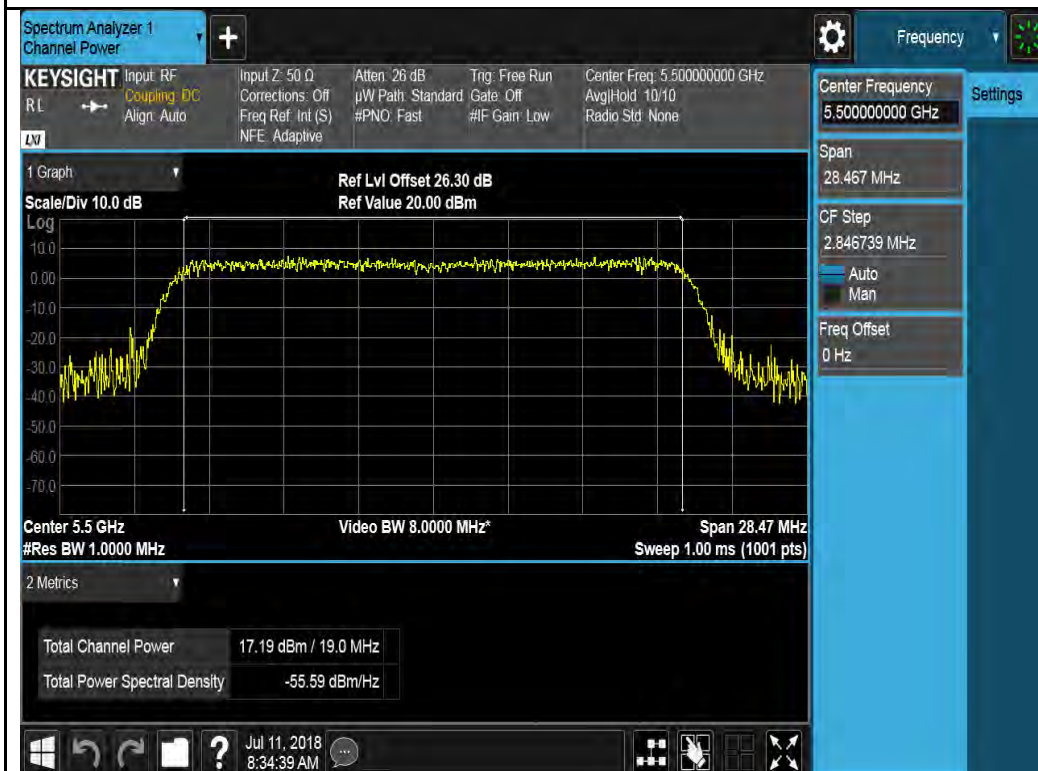 Spectrum Analyzer 1
Channel Power
+
Frequency
KEYSIGHT
Input: RF
Coupling: DC
Align: Auto
R L
LXI
Input Z: 50 Ω
Corrections: Off
Freq Ref: Int (S)
NFE: Adaptive
Atten: 26 dB
µW Path: Standard
#PNO: Fast
Trig: Free Run
Gate: Off
#IF Gain: Low
Center Freq: 5.500000000 GHz
Avg|Hold: 10/10
Radio Std: None
Center Frequency
5.500000000 GHz
Settings
Span
28.467 MHz
CF Step
2.846739 MHz
Auto
Man
Freq Offset
0 Hz
1 Graph
Ref Lvl Offset 26.30 dB
Scale/Div 10.0 dB
Ref Value 20.00 dBm
Log
10.0
0.00
-10.0
-20.0
-30.0
-40.0
-50.0
-60.0
-70.0
Center 5.5 GHz
Video BW 8.0000 MHz*
Span 28.47 MHz
#Res BW 1.0000 MHz
Sweep 1.00 ms (1001 pts)
2 Metrics
Total Channel Power 17.19 dBm / 19.0 MHz
Total Power Spectral Density -55.59 dBm/Hz
?
Jul 11, 2018
8:34:39 AM